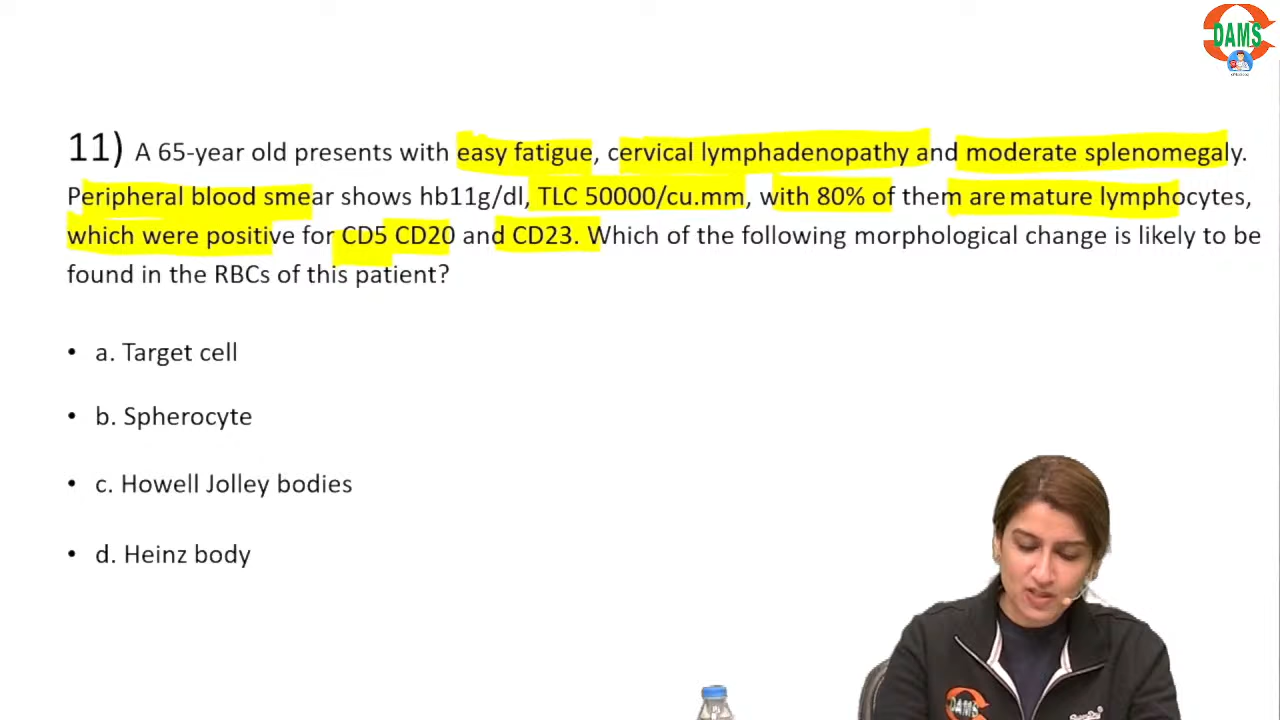 DAMS
11) A 65-year old presents with easy fatigue, cervical lymphadenopathy and moderate splenomegaly.
Peripheral blood smear shows hb11g/dl, TLC 50000/cu.mm, with 80% of them are mature lymphocytes,
which were positive for CD5 CD20 and CD23. Which of the following morphological change is likely to be
found in the RBCs of this patient?
• a. Target cell
• b. Spherocyte
• c. Howell Jolley bodies
• d. Heinz body
DAMS